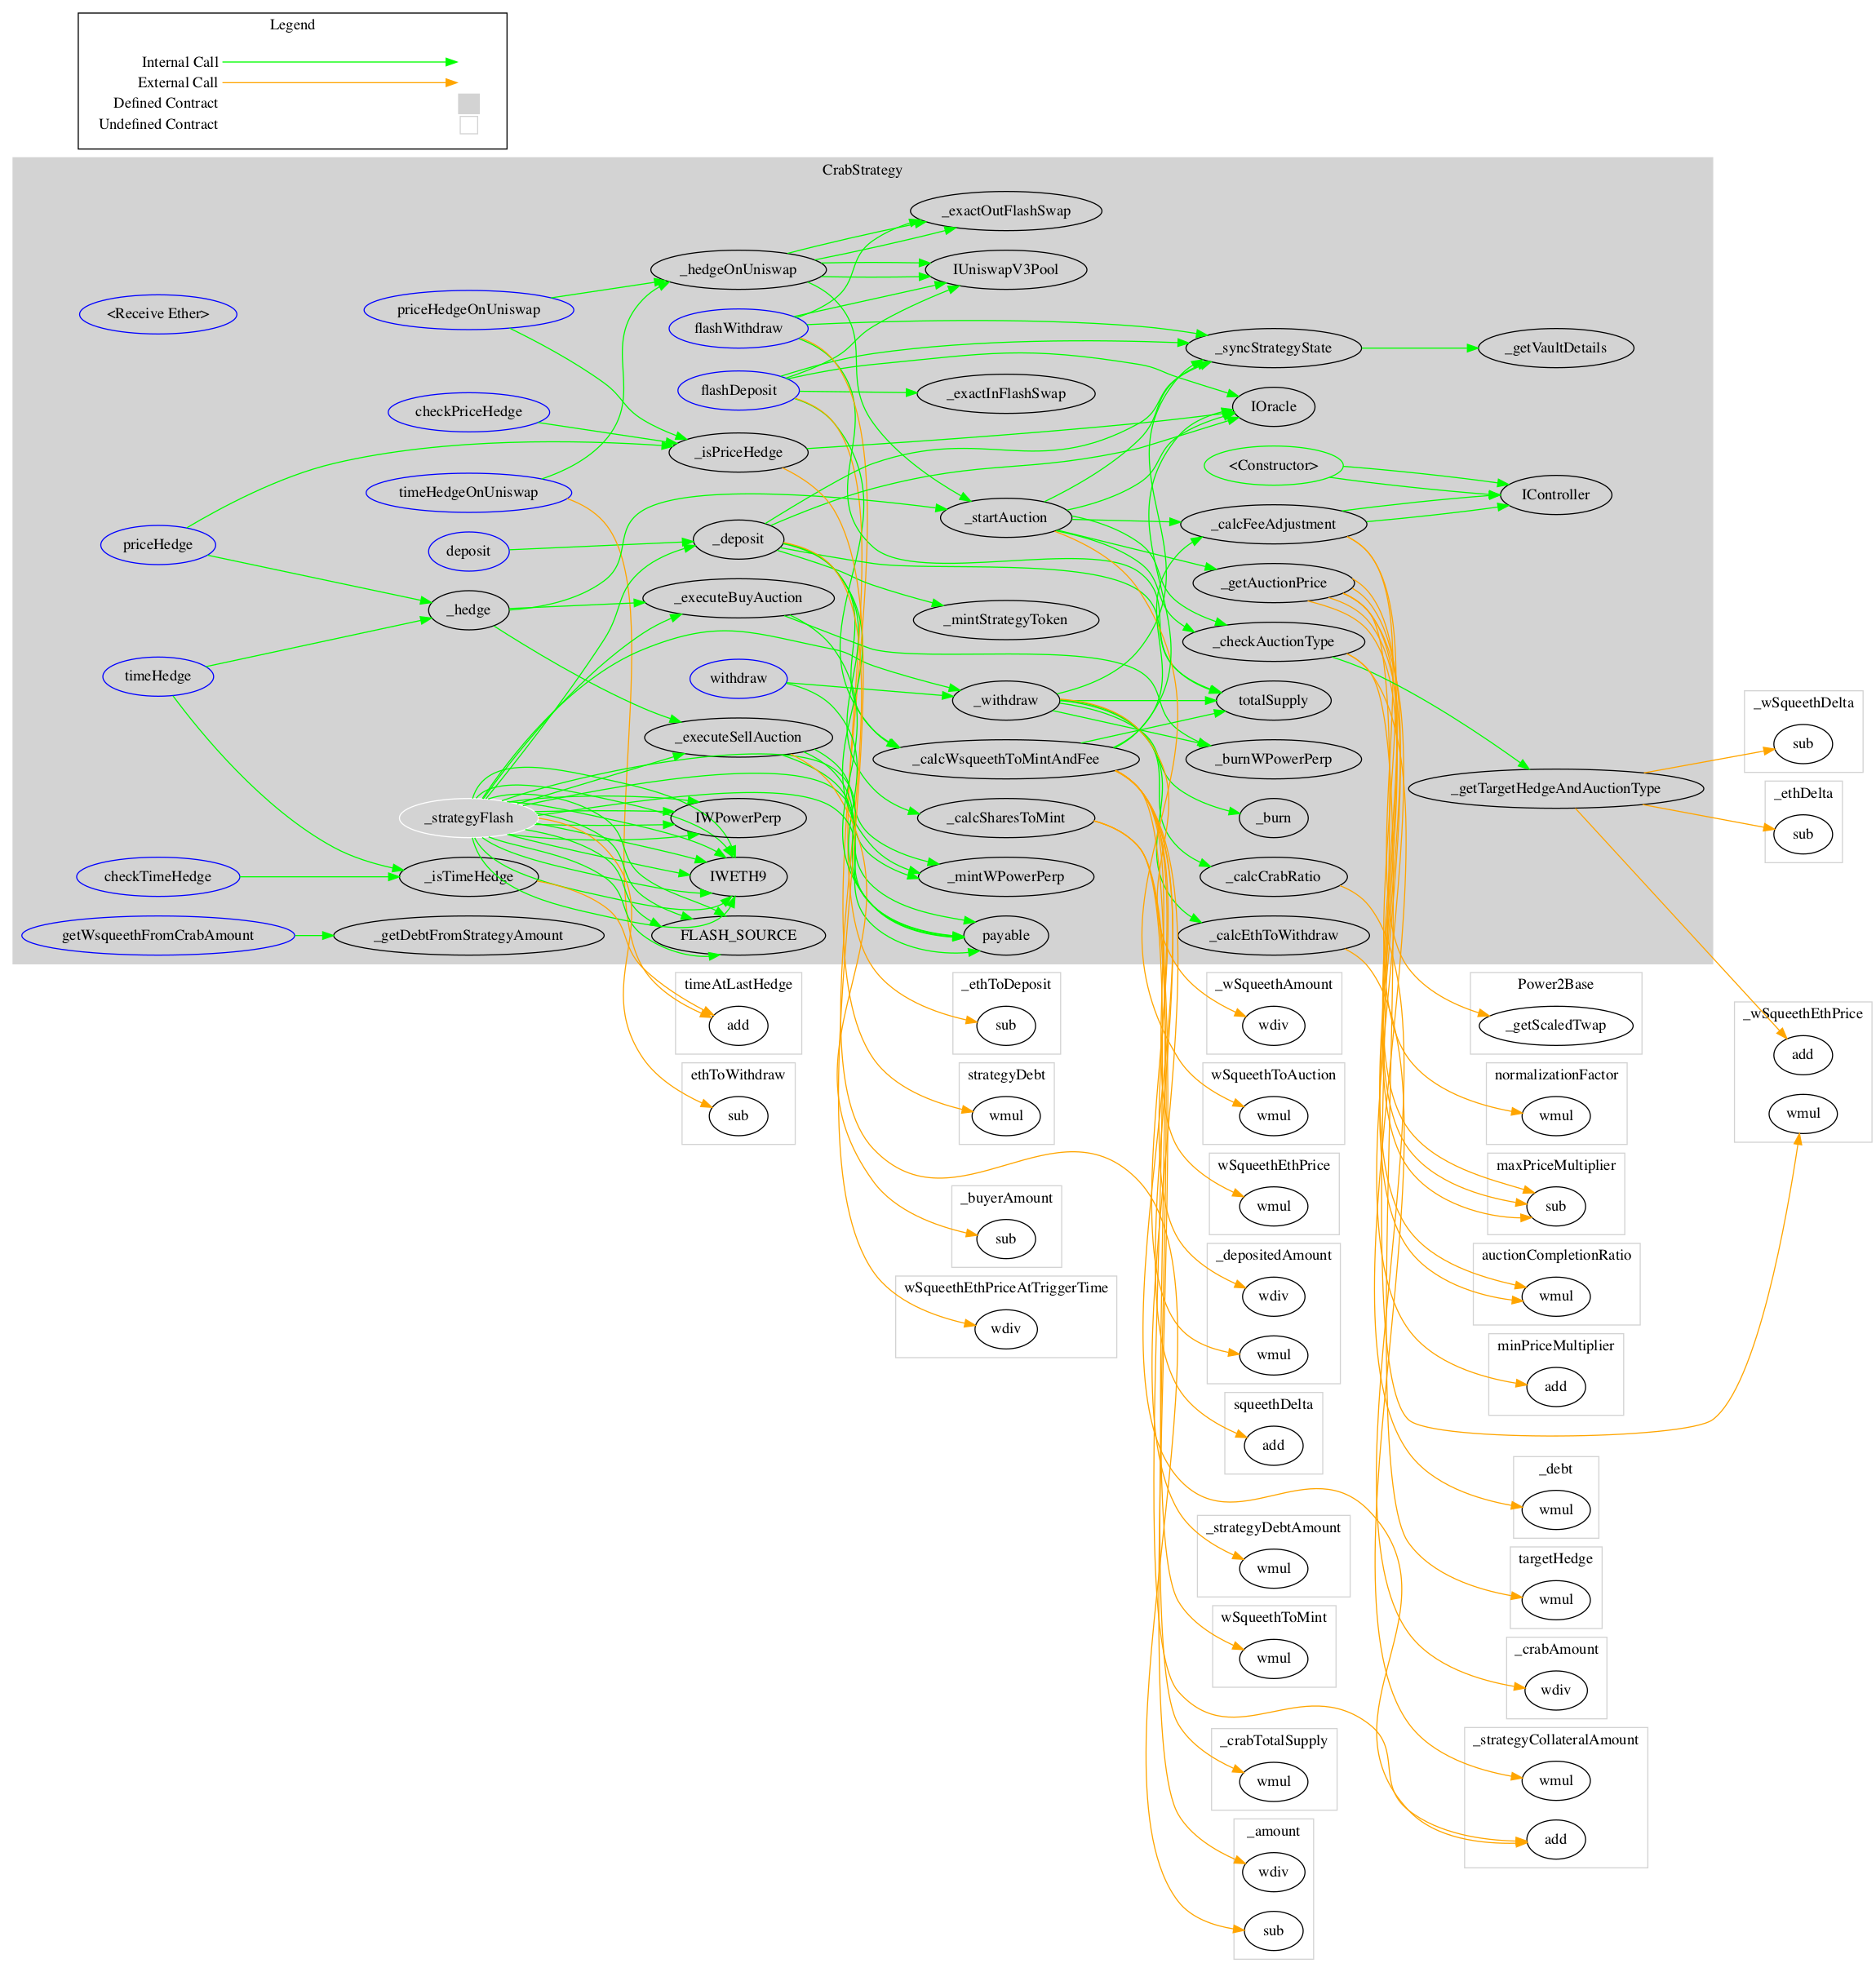 Legend
Internal Call
External Call
Defined Contract
Undefined Contract
CrabStrategy
<Receive Ether>
priceHedge
timeHedge
checkTimeHedge
getWsqueethFromCrabAmount
priceHedgeOnUniswap
checkPriceHedge
timeHedgeOnUniswap
deposit
_hedge
_strategyFlash
_isTimeHedge
_getDebtFromStrategyAmount
_hedgeOnUniswap
flashWithdraw
flashDeposit
_isPriceHedge
_deposit
_executeBuyAuction
withdraw
_executeSellAuction
IWPowerPerp
IWETH9
FLASH_SOURCE
_exactOutFlashSwap
IUniswapV3Pool
_exactInFlashSwap
_startAuction
_mintStrategyToken
_withdraw
_calcWsqueethToMintAndFee
_calcSharesToMint
_mintWPowerPerp
payable
_syncStrategyState
IOracle
<Constructor>
_calcFeeAdjustment
_getAuctionPrice
_checkAuctionType
totalSupply
_burnWPowerPerp
_burn
_calcCrabRatio
_calcEthToWithdraw
_getVaultDetails
IController
_getTargetHedgeAndAuctionType
timeAtLastHedge
add
ethToWithdraw
sub
_ethToDeposit
sub
strategyDebt
wmul
_buyerAmount
sub
wSqueethEthPriceAtTriggerTime
wdiv
_wSqueethAmount
wdiv
wSqueethToAuction
wmul
wSqueethEthPrice
wmul
_depositedAmount
wdiv
wmul
squeethDelta
add
_strategyDebtAmount
wmul
wSqueethToMint
wmul
_crabTotalSupply
wmul
_amount
wdiv
sub
Power2Base
_getScaledTwap
normalizationFactor
wmul
maxPriceMultiplier
sub
auctionCompletionRatio
wmul
minPriceMultiplier
add
_debt
wmul
targetHedge
wmul
_crabAmount
wdiv
_strategyCollateralAmount
wmul
add
_wSqueethDelta
sub
_ethDelta
sub
_wSqueethEthPrice
add
wmul